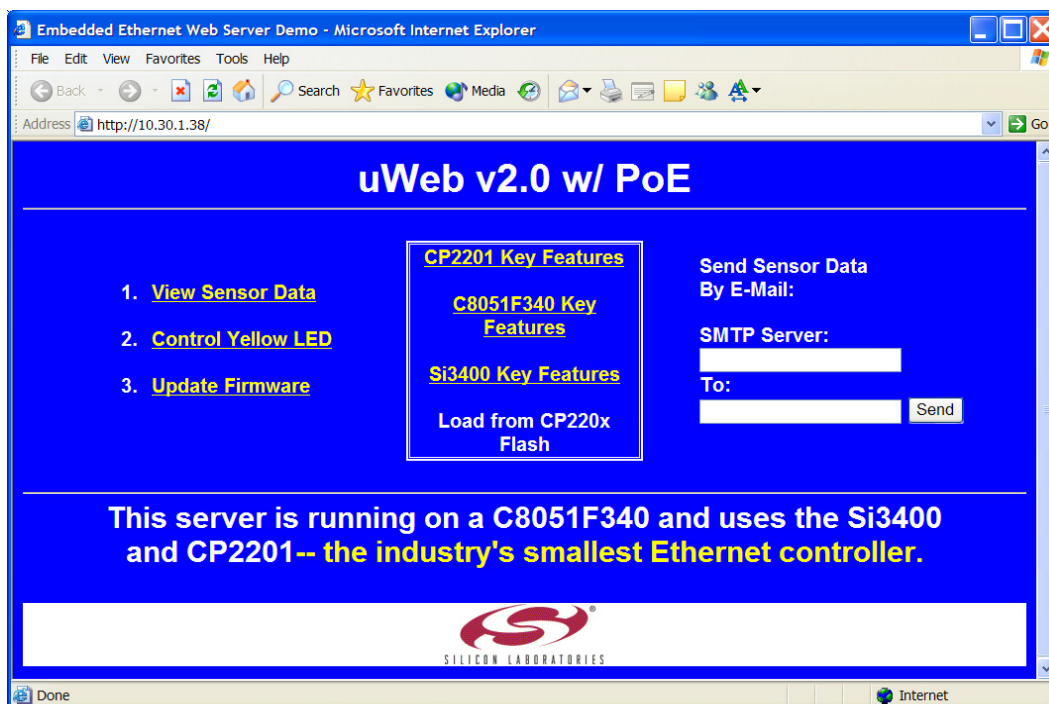 Embedded Ethernet Web Server Demo - Microsoft Internet Explorer
File Edit View Favorites Tools Help
Back Search Favorites Media
Address http://10.30.1.38/ Go
uWeb v2.0 w/ PoE
1. View Sensor Data
2. Control Yellow LED
3. Update Firmware
CP2201 Key Features
C8051F340 Key
Features
Si3400 Key Features
Load from CP220x
Flash
Send Sensor Data
By E-Mail:
SMTP Server:
To:
Send
This server is running on a C8051F340 and uses the Si3400
and CP2201-- the industry's smallest Ethernet controller.
®
SILICON LABORATORIES
Done Internet